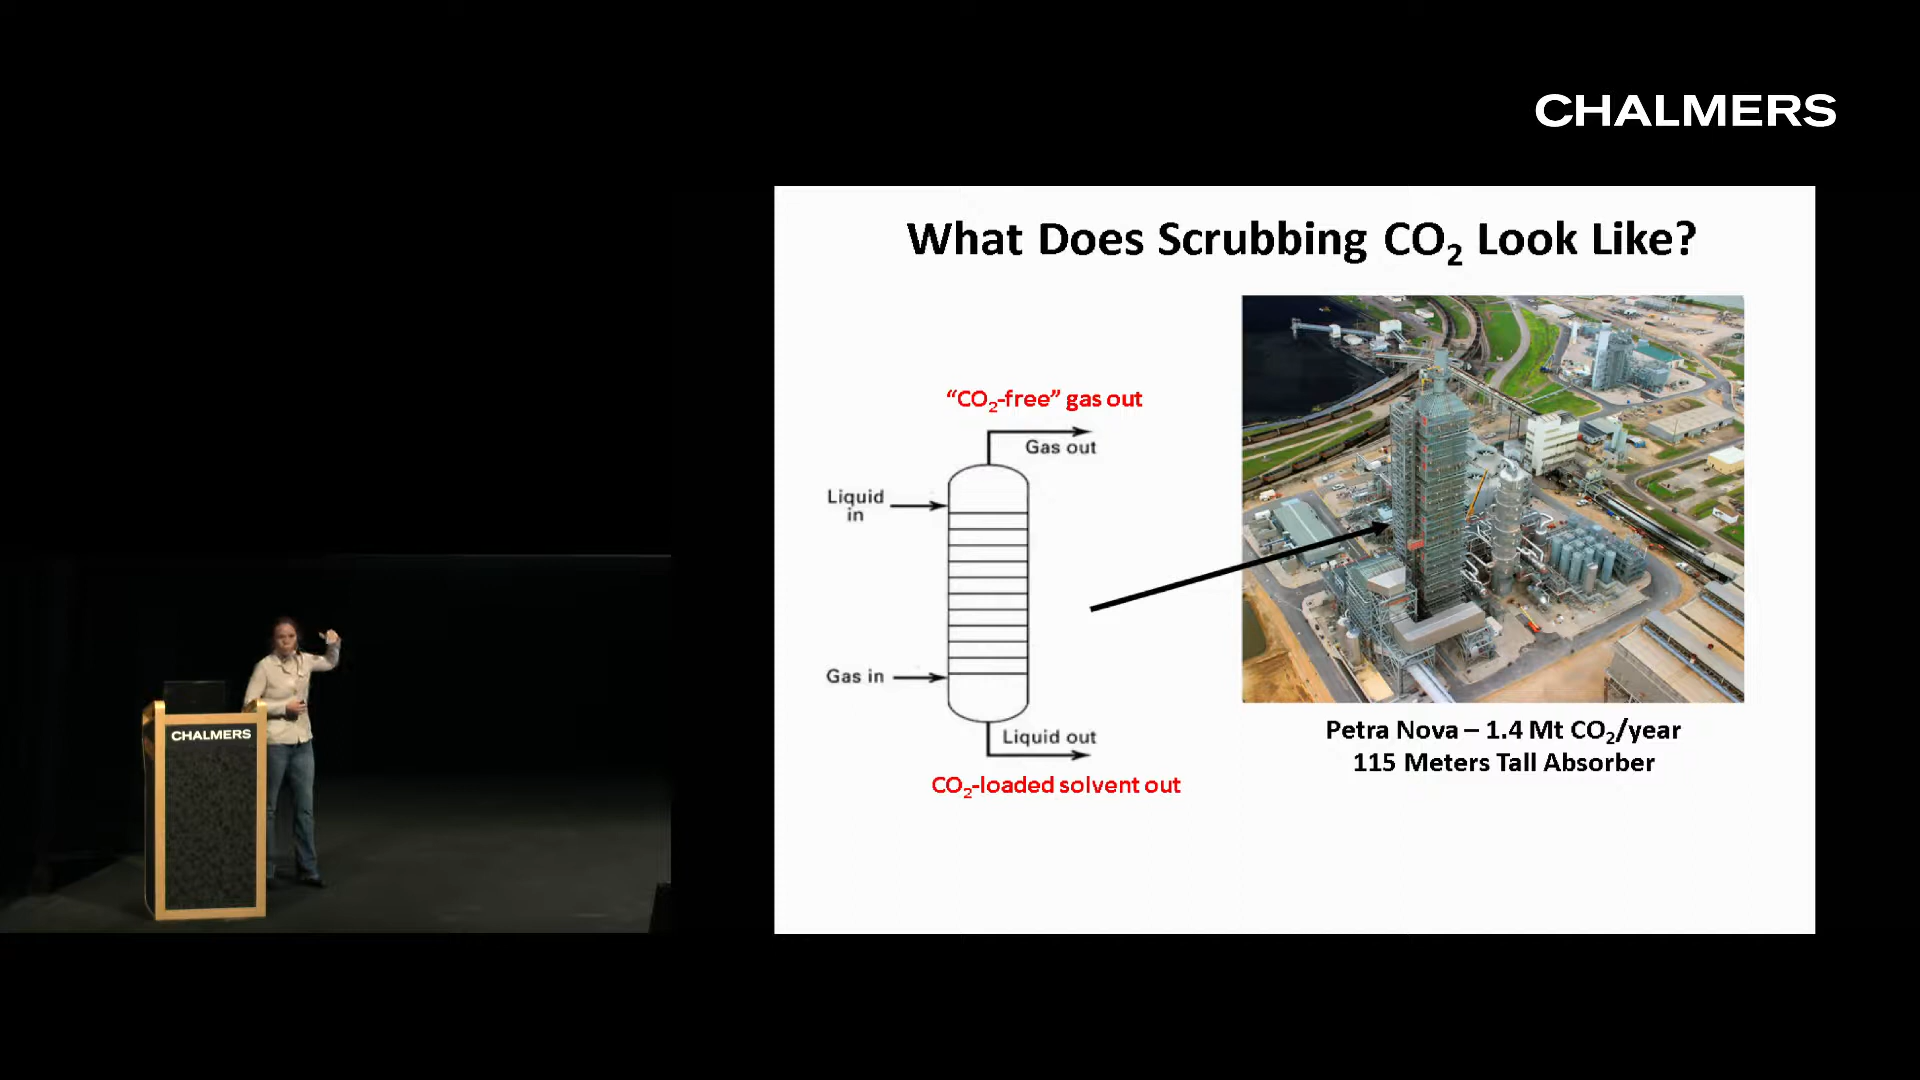 CHALMERS
What Does Scrubbing CO₂ Look Like?
“CO₂-free” gas out
Gas out
Liquid
in
Gas in
Liquid out
CO₂-loaded solvent out
Petra Nova – 1.4 Mt CO₂/year
115 Meters Tall Absorber
CHALMERS